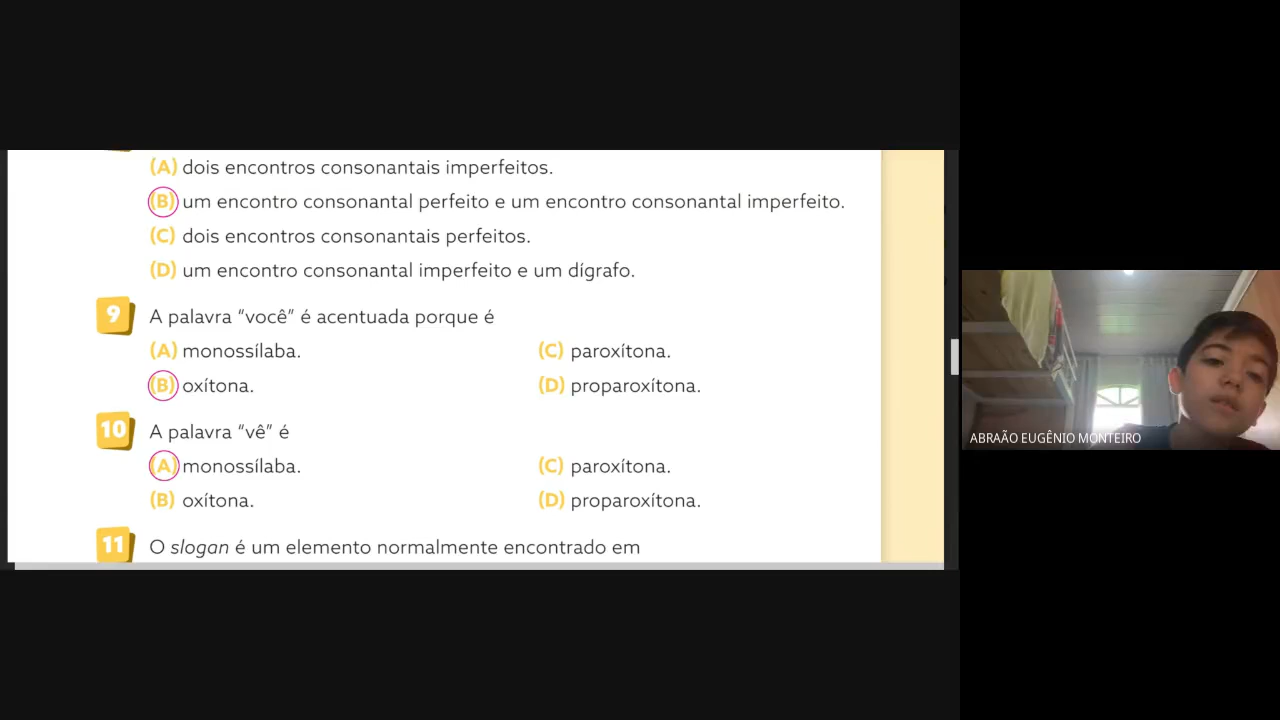 (A) dois encontros consonantais imperfeitos.
(B) um encontro consonantal perfeito e um encontro consonantal imperfeito.
(C) dois encontros consonantais perfeitos.
(D) um encontro consonantal imperfeito e um dígrafo.
9 A palavra “você” é acentuada porque é
(A) monossílaba. (C) paroxítona.
(B) oxítona. (D) proparoxítona.
10 A palavra “vê” é
(A) monossílaba. (C) paroxítona.
(B) oxítona. (D) proparoxítona.
11 O slogan é um elemento normalmente encontrado em
ABRAÃO EUGÊNIO MONTEIRO